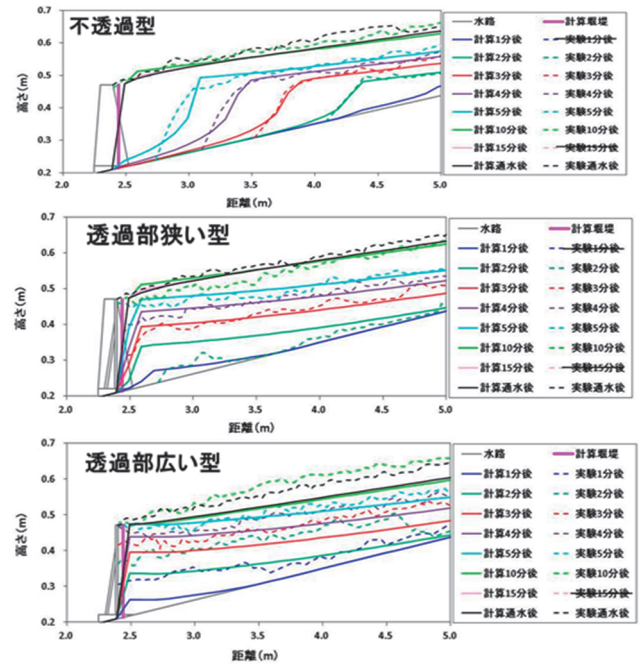 不透過型
0.7
0.6
0.5
0.4
0.3
0.2
高さ(m)
2.0 2.5 3.0 3.5 4.0 4.5 5.0
距離(m)
水路 計算堰堤
計算1分後 実験1分後
計算2分後 実験2分後
計算3分後 実験3分後
計算4分後 実験4分後
計算5分後 実験5分後
計算10分後 実験10分後
計算15分後 実験15分後
計算通水後 実験通水後
透過部狭い型
0.7
0.6
0.5
0.4
0.3
0.2
高さ(m)
2.0 2.5 3.0 3.5 4.0 4.5 5.0
距離(m)
水路 計算堰堤
計算1分後 実験1分後
計算2分後 実験2分後
計算3分後 実験3分後
計算4分後 実験4分後
計算5分後 実験5分後
計算10分後 実験10分後
計算15分後 実験15分後
計算通水後 実験通水後
透過部広い型
0.7
0.6
0.5
0.4
0.3
0.2
高さ(m)
2.0 2.5 3.0 3.5 4.0 4.5 5.0
距離(m)
水路 計算堰堤
計算1分後 実験1分後
計算2分後 実験2分後
計算3分後 実験3分後
計算4分後 実験4分後
計算5分後 実験5分後
計算10分後 実験10分後
計算15分後 実験15分後
計算通水後 実験通水後